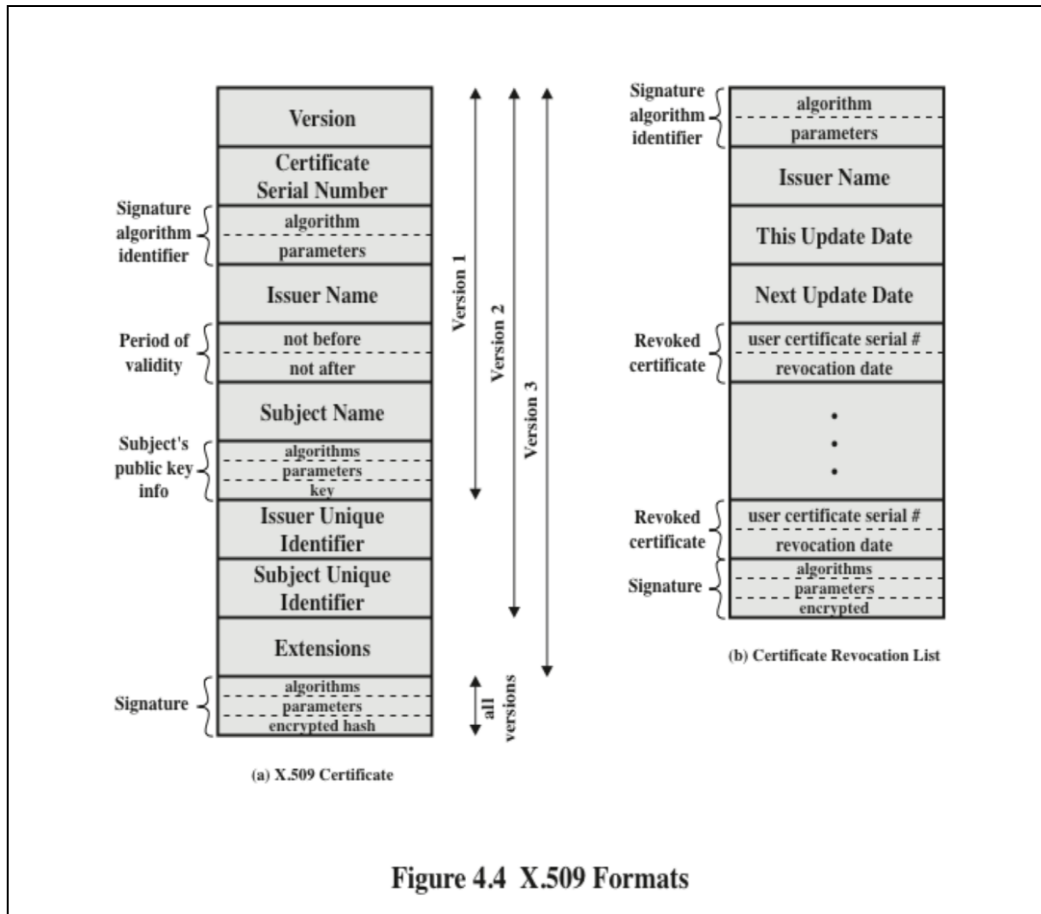 Version
Certificate
Serial Number
Signature
algorithm
identifier
algorithm
parameters
Issuer Name
Period of
validity
not before
not after
Subject Name
Subject's
public key
info
algorithms
parameters
key
Issuer Unique
Identifier
Subject Unique
Identifier
Extensions
Signature
algorithms
parameters
encrypted hash
Version 1
Version 2
Version 3
all
versions
(a) X.509 Certificate
Signature
algorithm
identifier
algorithm
parameters
Issuer Name
This Update Date
Next Update Date
Revoked
certificate
user certificate serial #
revocation date
Revoked
certificate
user certificate serial #
revocation date
Signature
algorithms
parameters
encrypted
(b) Certificate Revocation List
Figure 4.4 X.509 Formats